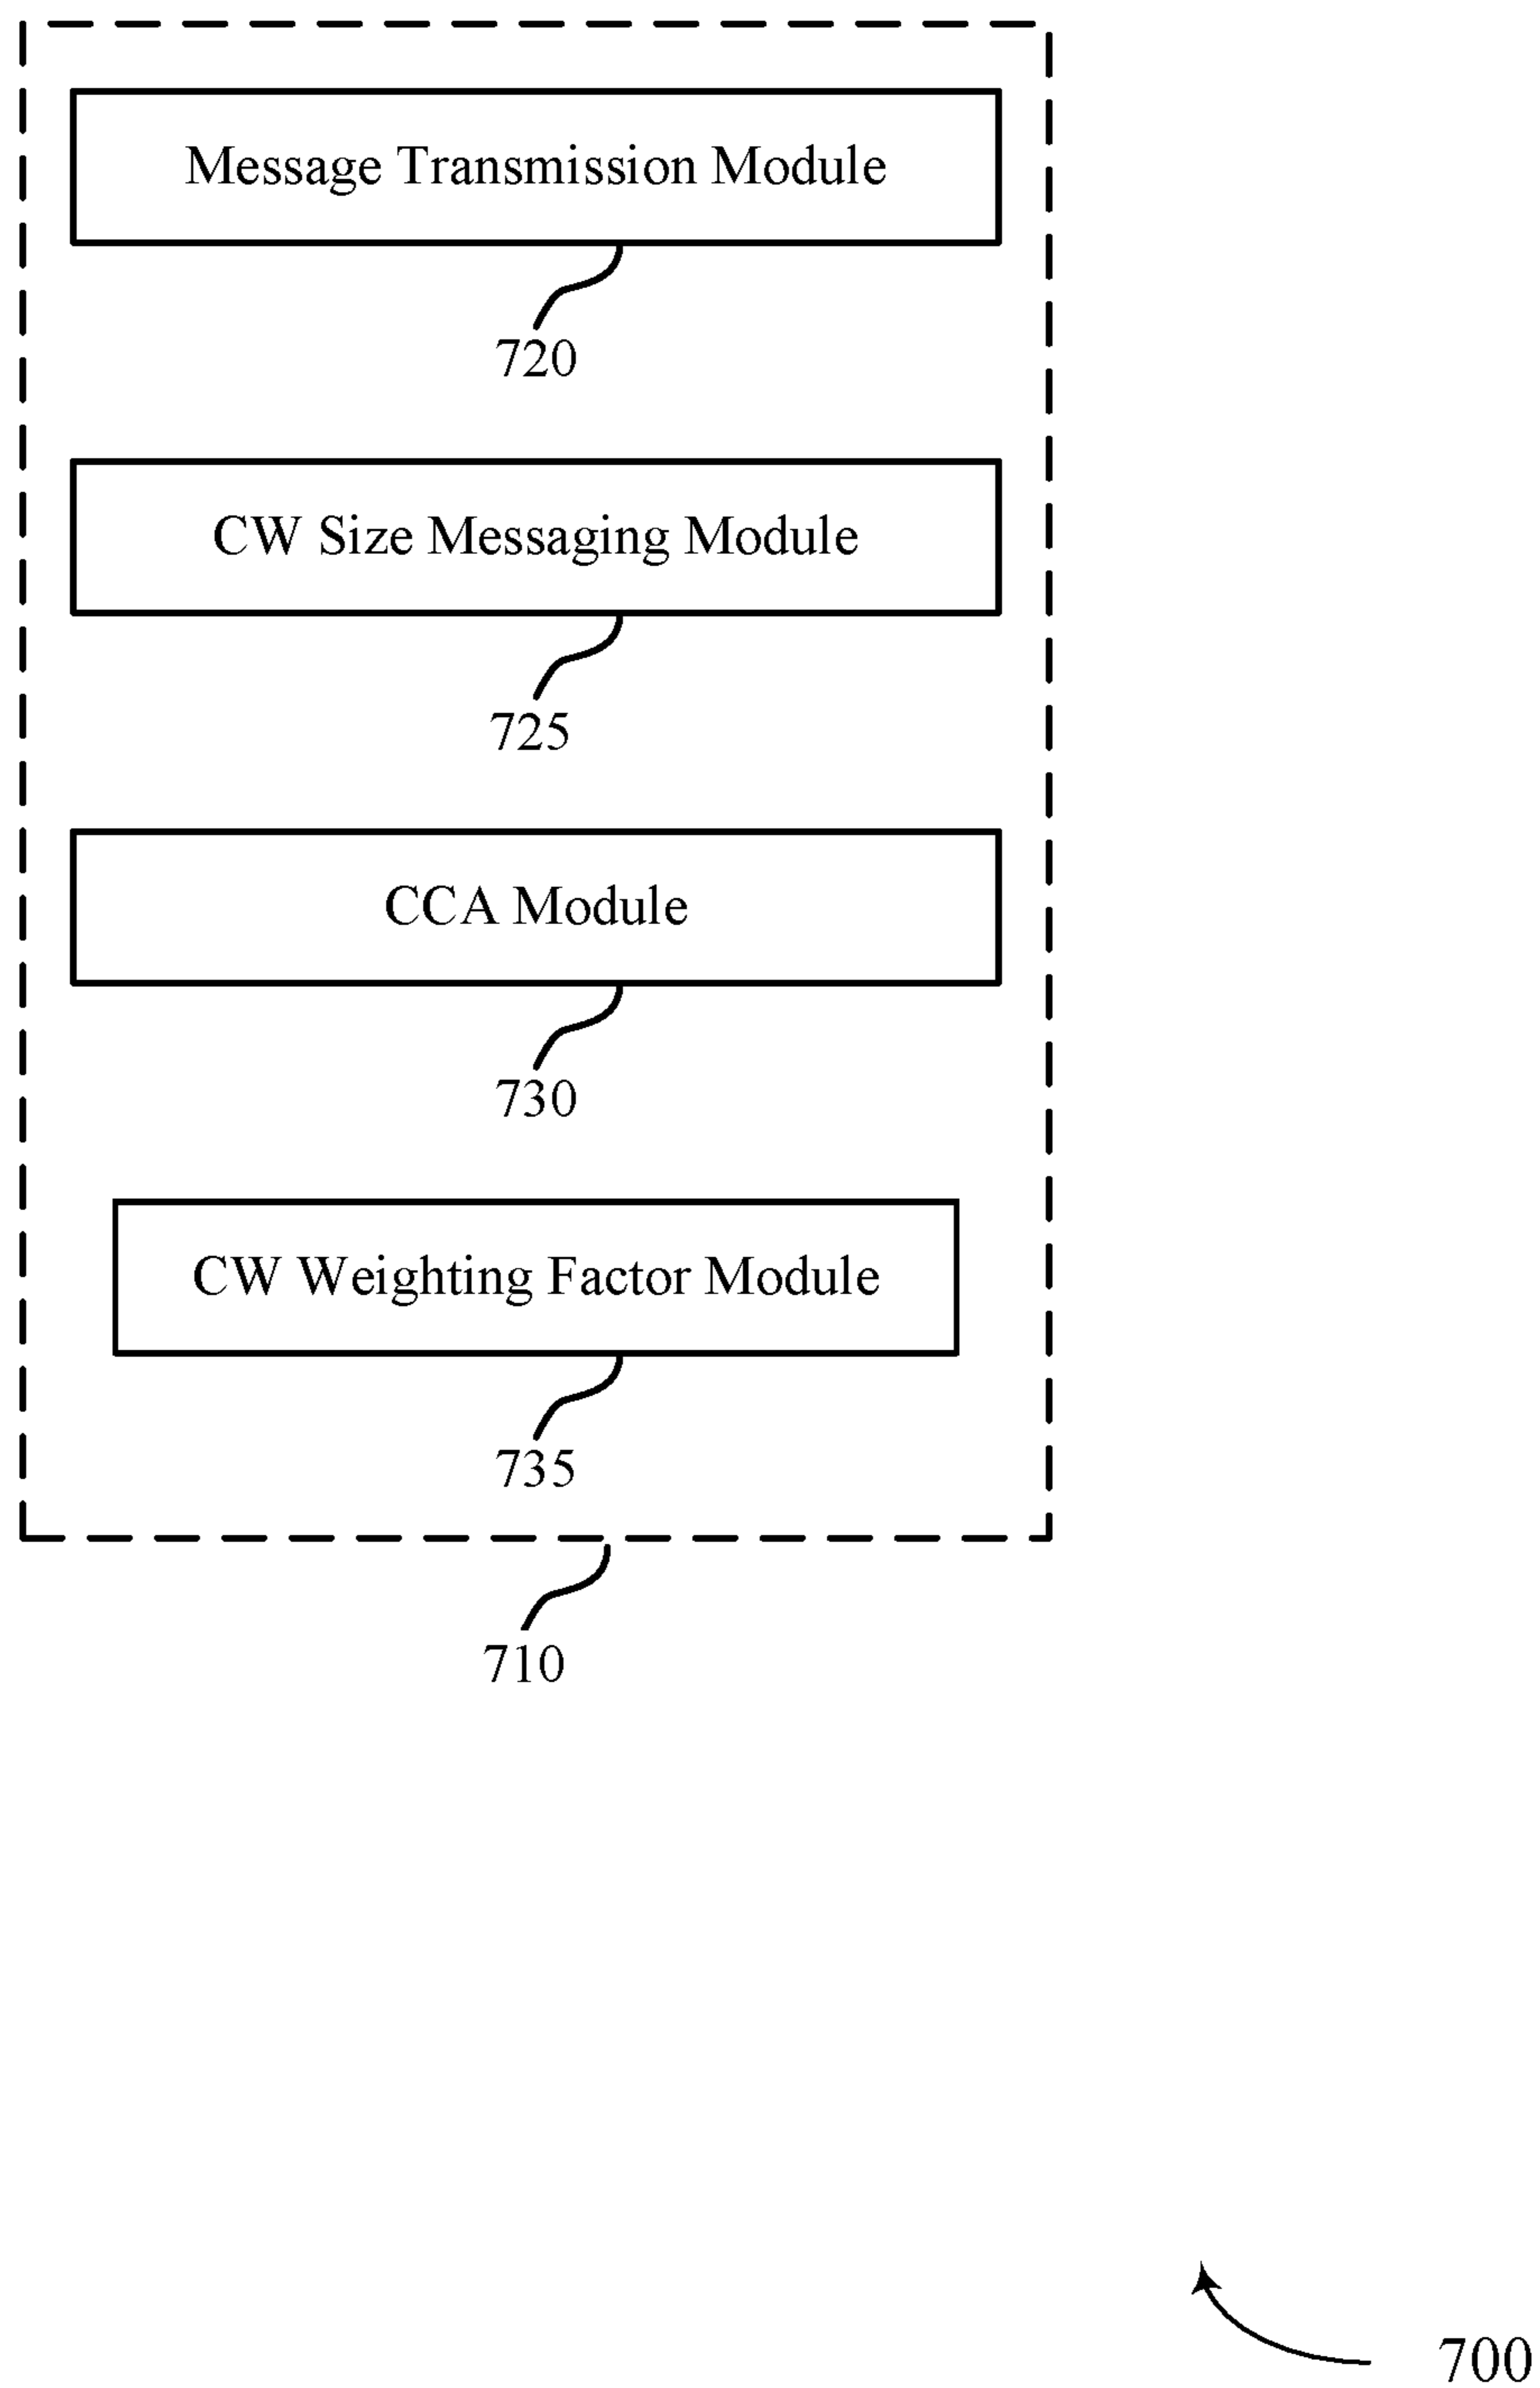 Message Transmission Module
720
CW Size Messaging Module
725
CCA Module
730
CW Weighting Factor Module
735
710
700